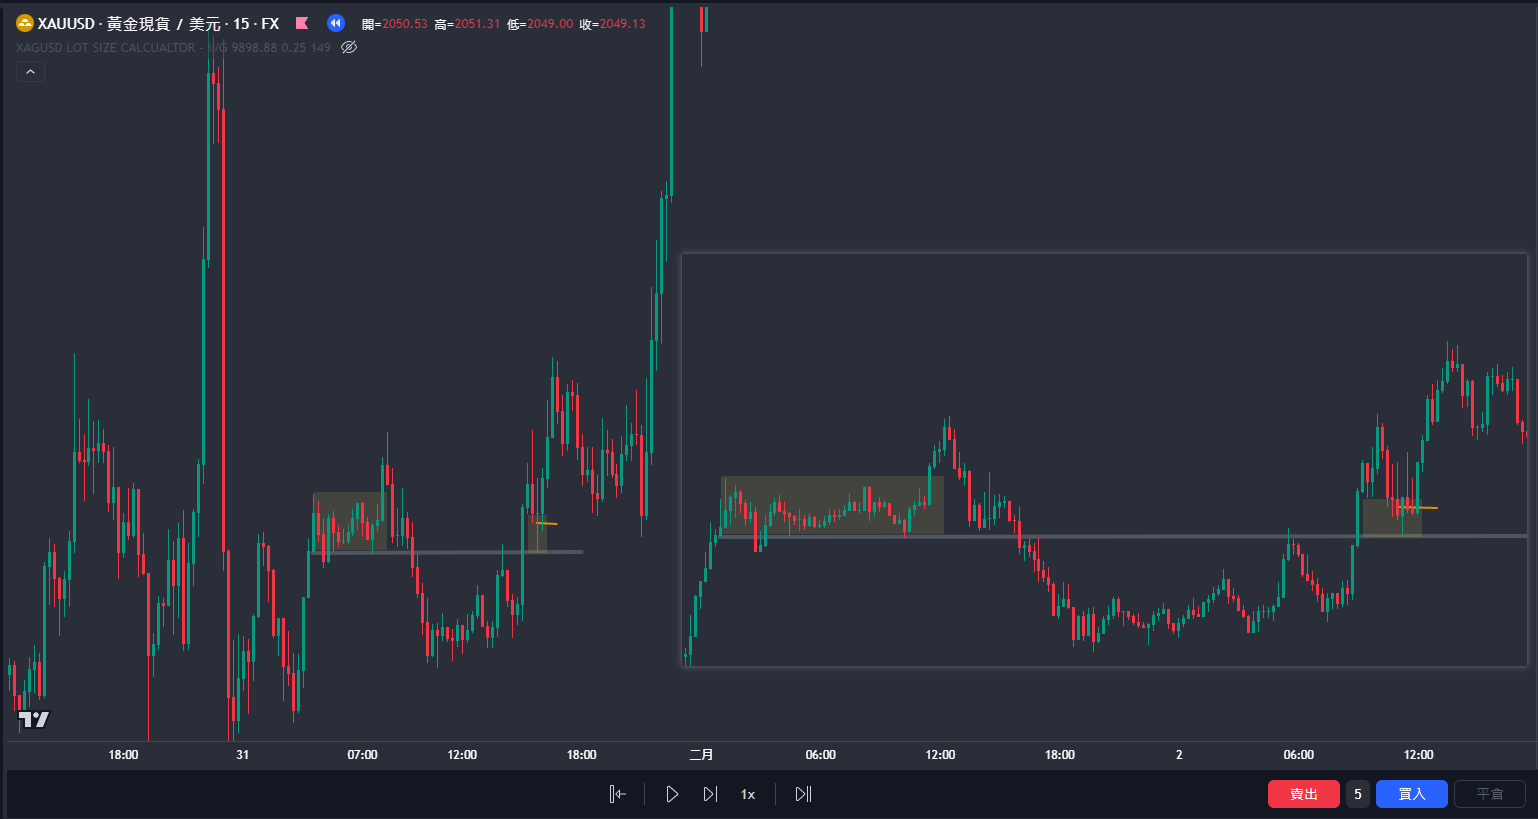 XAUUSD · 黃金現貨 / 美元 · 15 · FX 開=2050.53 高=2051.31 低=2049.00 收=2049.13
XAGUSD LOT SIZE CALCUALTOR - 9898.88 0.25 149
18:00 31 07:00 12:00 18:00 二月 06:00 12:00 18:00 2 06:00 12:00
1x 賣出 5 買入 平倉